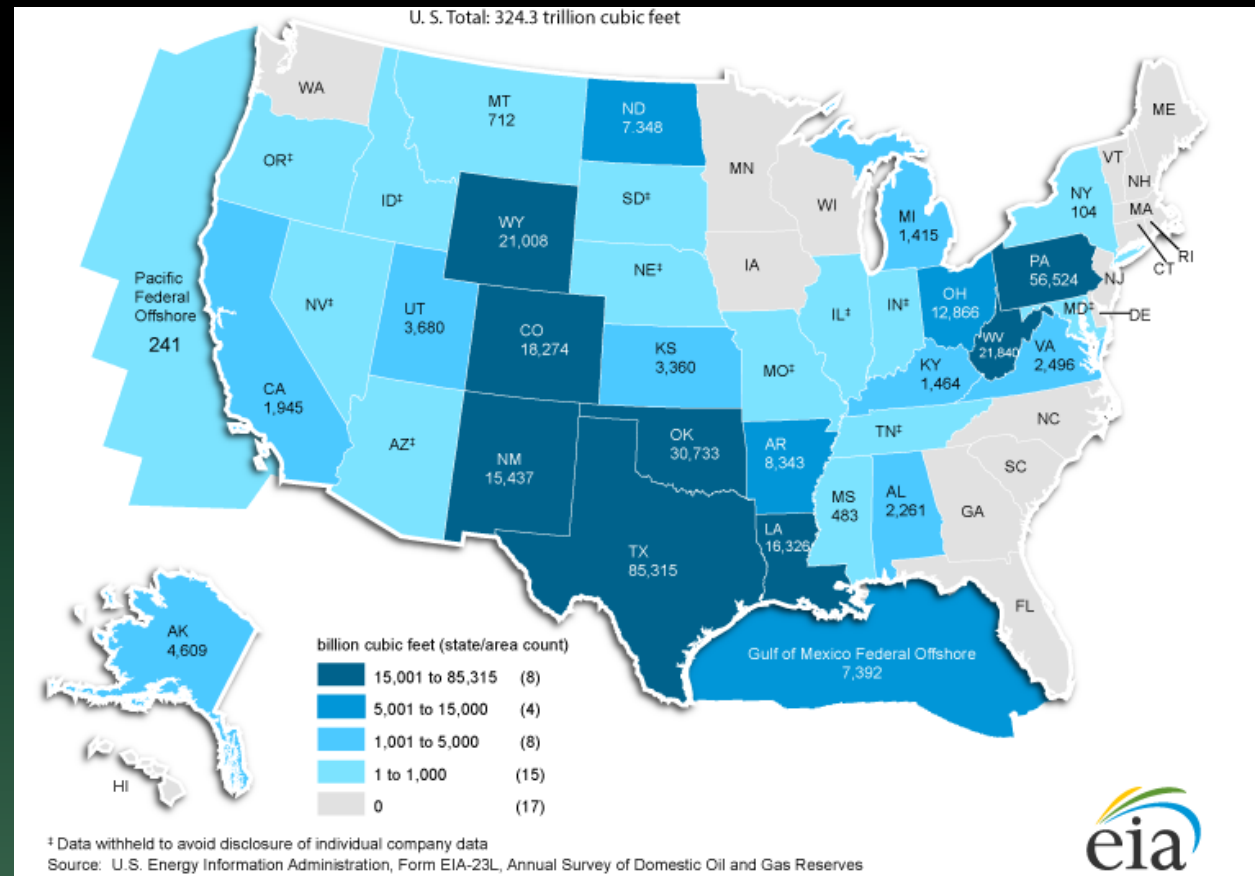 U. S. Total: 324.3 trillion cubic feet
WA
MT
712
ND
7.348
MN
ME
OR‡
ID‡
SD‡
WI
VT
NH
NY
104
MA
WY
21,008
MI
1,415
RI
CT
IA
NE‡
PA
56,524
NJ
Pacific
Federal
Offshore
241
NV‡
UT
3,680
CO
18,274
KS
3,360
IL‡
IN‡
OH
12,866
MD‡
DE
WV
21,840
VA
2,496
MO‡
KY
1,464
CA
1,945
AZ‡
NM
15,437
OK
30,733
AR
8,343
TN‡
NC
SC
MS
483
AL
2,261
GA
TX
85,315
LA
16,326
FL
AK
4,609
HI
Gulf of Mexico Federal Offshore
7,392
billion cubic feet (state/area count)
15,001 to 85,315 (8)
5,001 to 15,000 (4)
1,001 to 5,000 (8)
1 to 1,000 (15)
0 (17)
eia
‡ Data withheld to avoid disclosure of individual company data
Source: U.S. Energy Information Administration, Form EIA-23L, Annual Survey of Domestic Oil and Gas Reserves